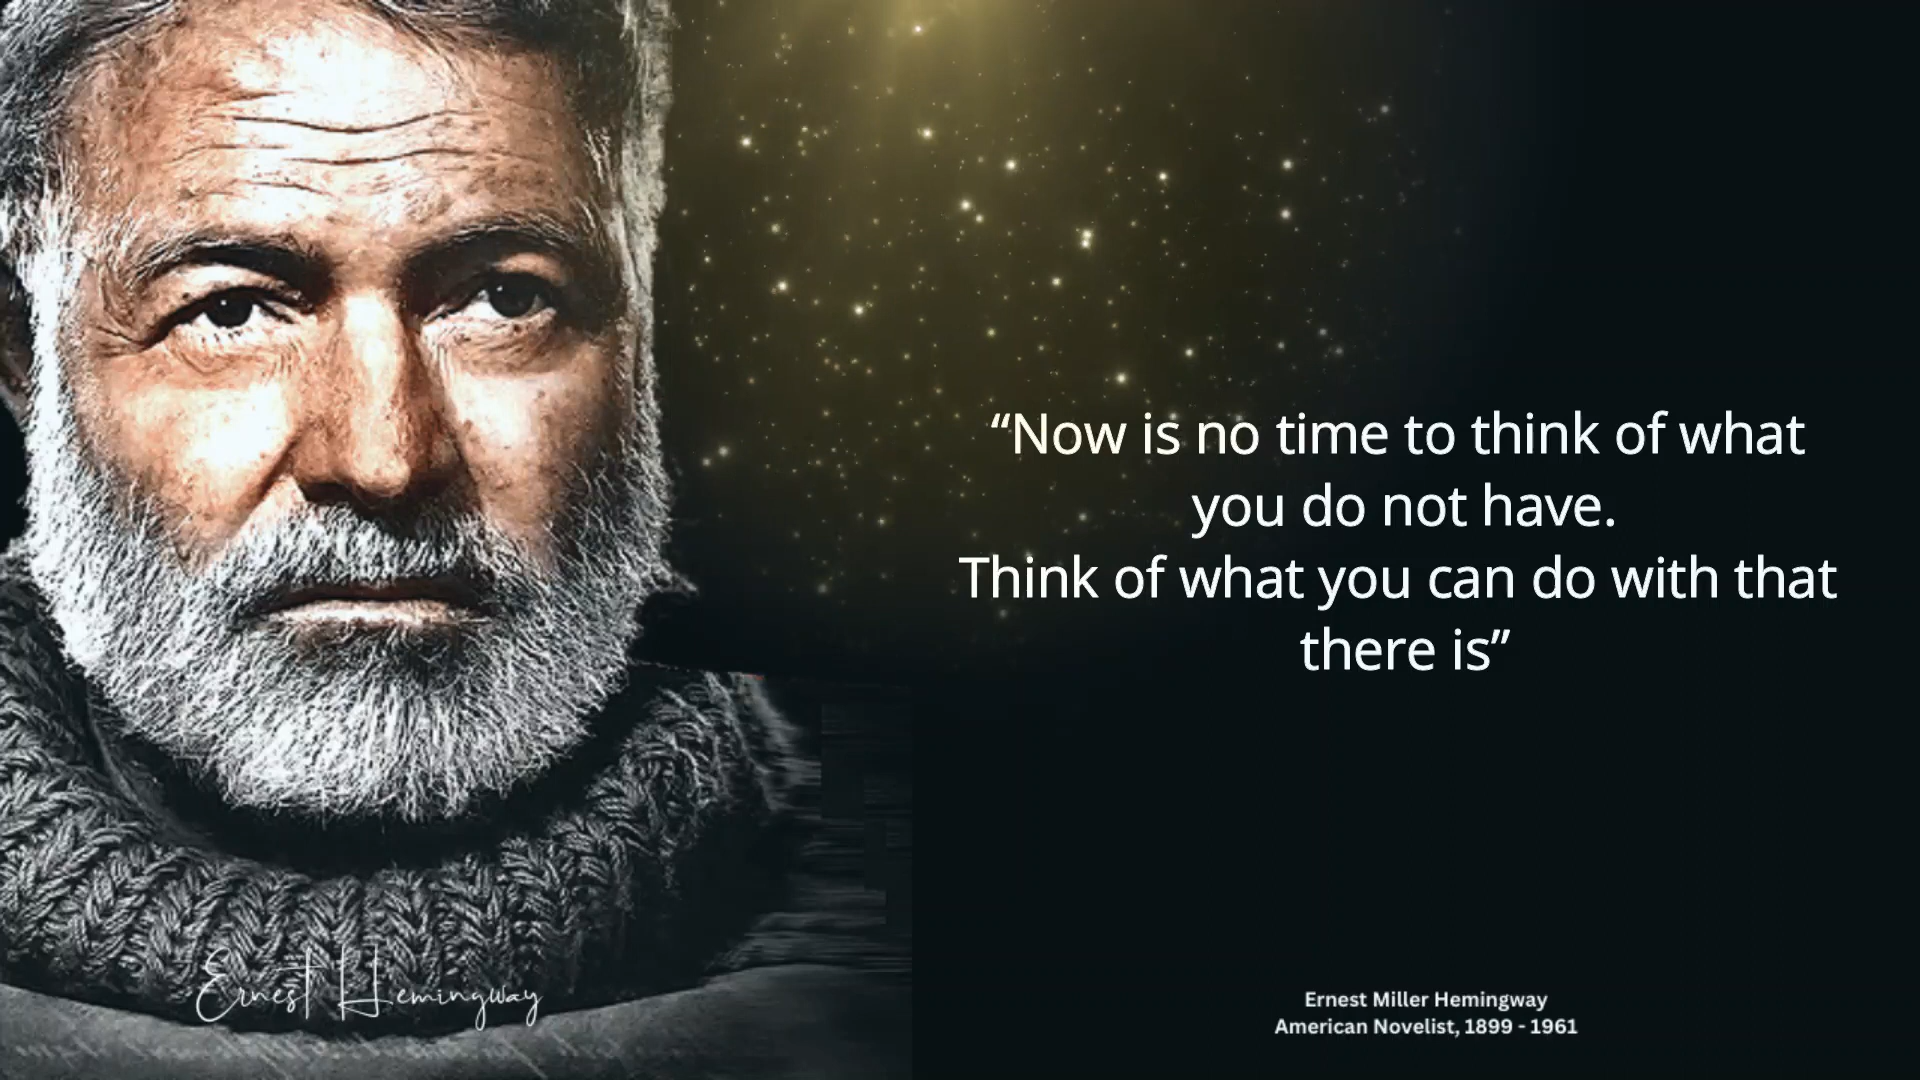 “Now is no time to think of what
you do not have.
Think of what you can do with that
there is”
Ernest Hemingway
Ernest Miller Hemingway
American Novelist, 1899 - 1961